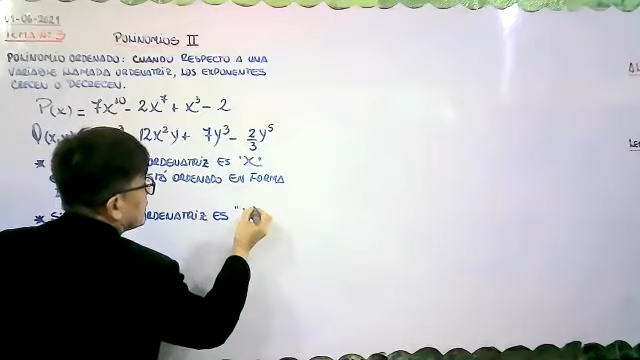 01-06-2021
TEMA Nº 3
POLINOMIOS II
POLINOMIO ORDENADO: CUANDO RESPECTO A UNA
VARIABLE LLAMADA ORDENATRIZ, LOS EXPONENTES
CRECEN O DECRECEN.
P(x) = 7x¹⁰ - 2x⁷ + x³ - 2
12x²y + 7y³ - 2/3 y⁵
* ORDENATRIZ ES "X"
ORDENADO EN FORMA
* ORDENATRIZ ES "